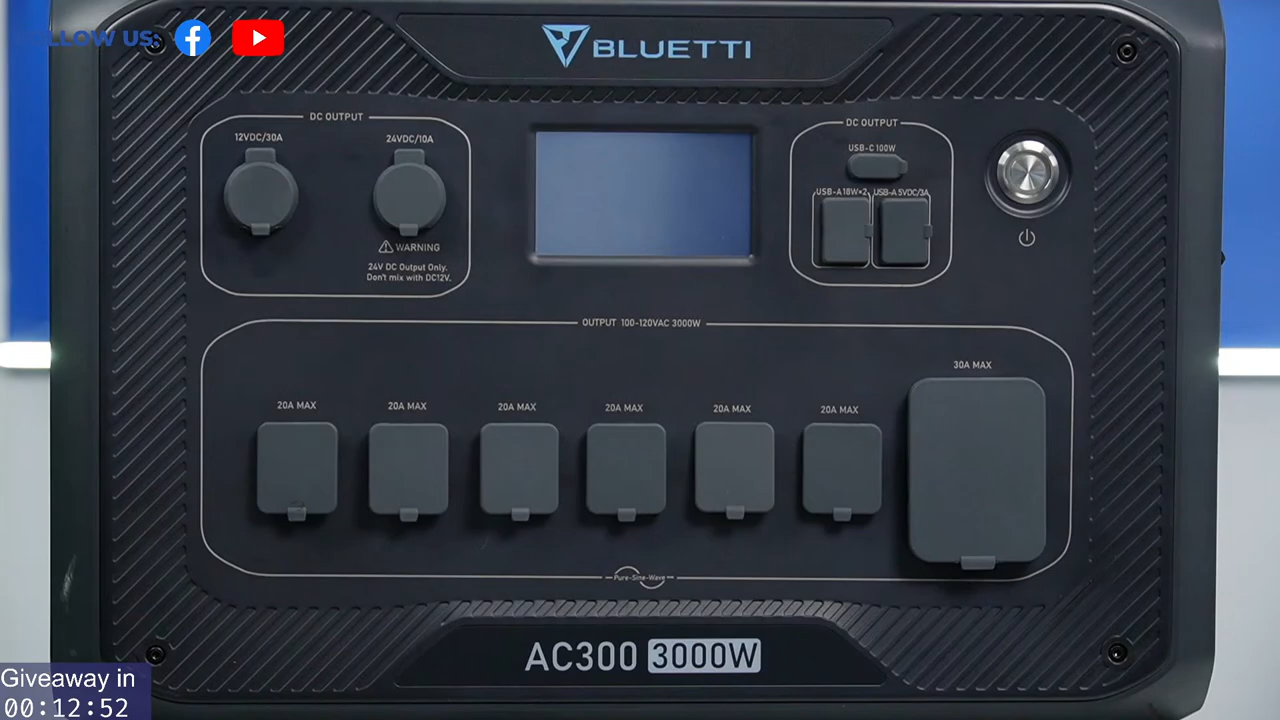 FOLLOW US:
BLUETTI
DC OUTPUT
12VDC/30A
24VDC/10A
WARNING
24V DC Output Only.
Don't mix with DC12V.
DC OUTPUT
USB-C 100W
USB-A 18W×2
USB-A 5VDC/3A
OUTPUT 100-120VAC 3000W
30A MAX
20A MAX
20A MAX
20A MAX
20A MAX
20A MAX
20A MAX
Pure-Sine-Wave
AC300 3000W
Giveaway in
00:12:52